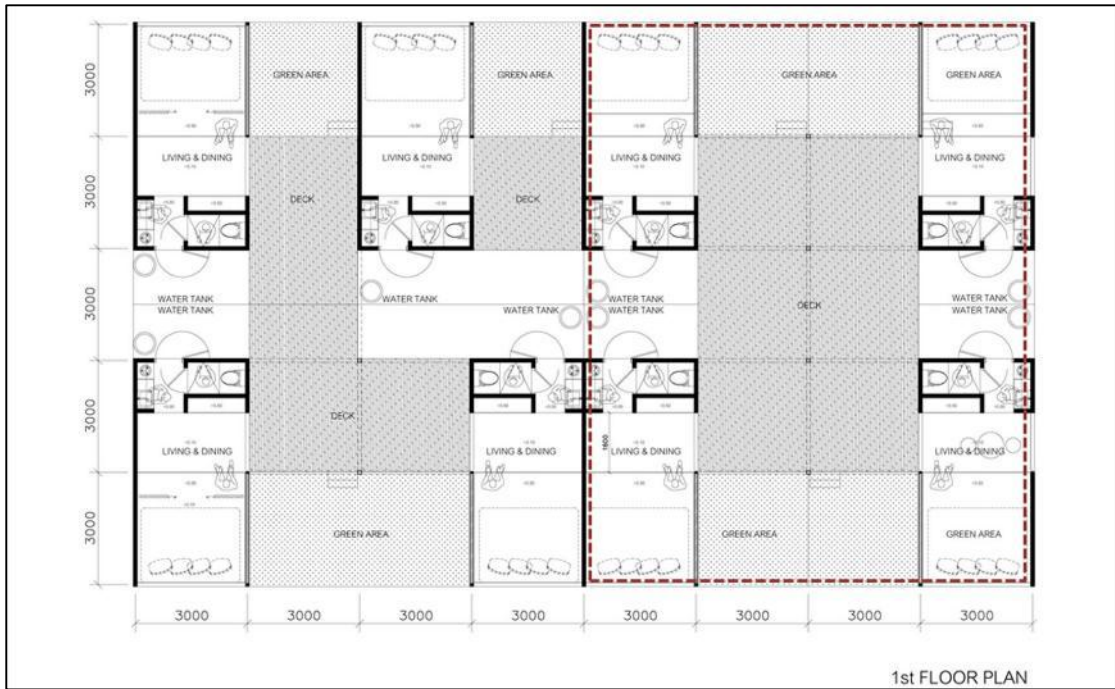 GREEN AREA
GREEN AREA
GREEN AREA
GREEN AREA
3000
LIVING & DINING
LIVING & DINING
LIVING & DINING
LIVING & DINING
3000
DECK
DECK
3000
WATER TANK
WATER TANK
WATER TANK
WATER TANK
WATER TANK
WATER TANK
WATER TANK
WATER TANK
DECK
3000
DECK
1600
LIVING & DINING
LIVING & DINING
LIVING & DINING
LIVING & DINING
3000
GREEN AREA
GREEN AREA
GREEN AREA
3000 3000 3000 3000 3000 3000 3000 3000
1st FLOOR PLAN